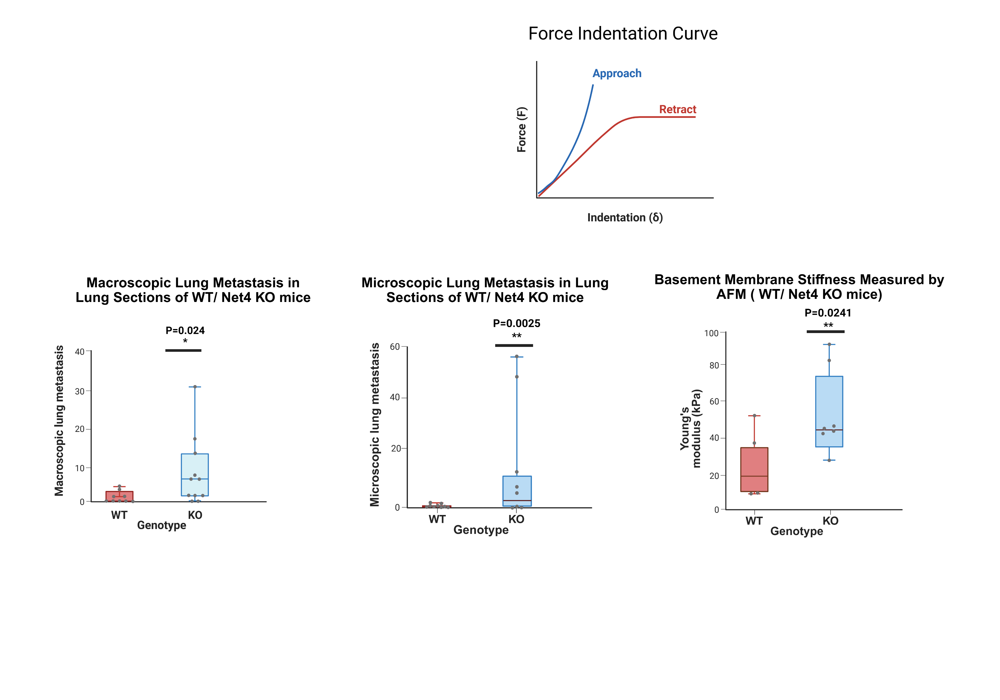 Force Indentation Curve
Approach
Retract
Force (F)
Indentation (δ)
Macroscopic Lung Metastasis in
Lung Sections of WT/ Net4 KO mice
P=0.024
*
Macroscopic lung metastasis
40
30
20
10
0
WT
KO
Genotype
Microscopic Lung Metastasis in Lung
Sections of WT/ Net4 KO mice
P=0.0025
**
Microscopic lung metastasis
60
40
20
0
WT
KO
Genotype
Basement Membrane Stiffness Measured by
AFM ( WT/ Net4 KO mice)
P=0.0241
**
Young's
modulus (kPa)
100
80
60
40
20
0
WT
KO
Genotype